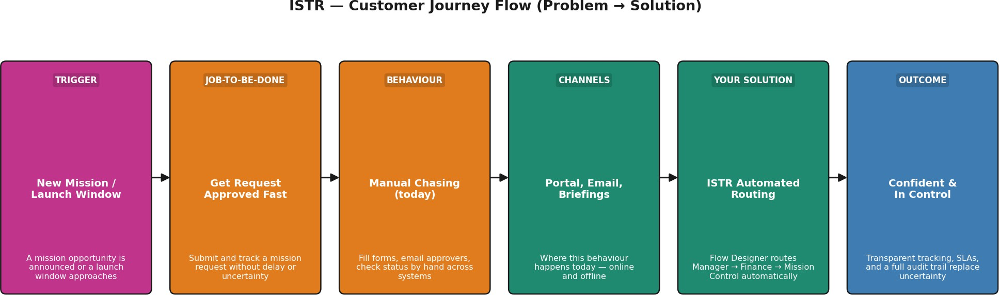 ISTR — Customer Journey Flow (Problem → Solution)
TRIGGER
New Mission /
Launch Window
A mission opportunity is
announced or a launch
window approaches
JOB-TO-BE-DONE
Get Request
Approved Fast
Submit and track a mission
request without delay or
uncertainty
BEHAVIOUR
Manual Chasing
(today)
Fill forms, email approvers,
check status by hand across
systems
CHANNELS
Portal, Email,
Briefings
Where this behaviour
happens today — online
and offline
YOUR SOLUTION
ISTR Automated
Routing
Flow Designer routes
Manager → Finance → Mission
Control automatically
OUTCOME
Confident &
In Control
Transparent tracking, SLAs,
and a full audit trail replace
uncertainty